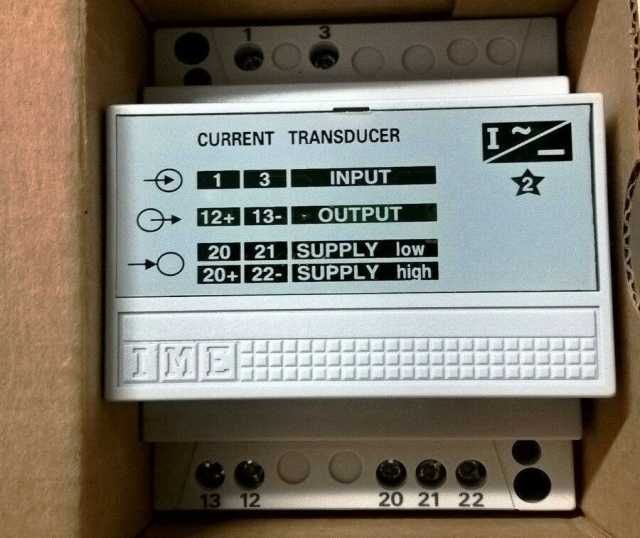 1 3
CURRENT TRANSDUCER
I ~
1 3 INPUT
2
12+ 13- OUTPUT
20 21 SUPPLY low
20+ 22- SUPPLY high
IME
13 12 20 21 22